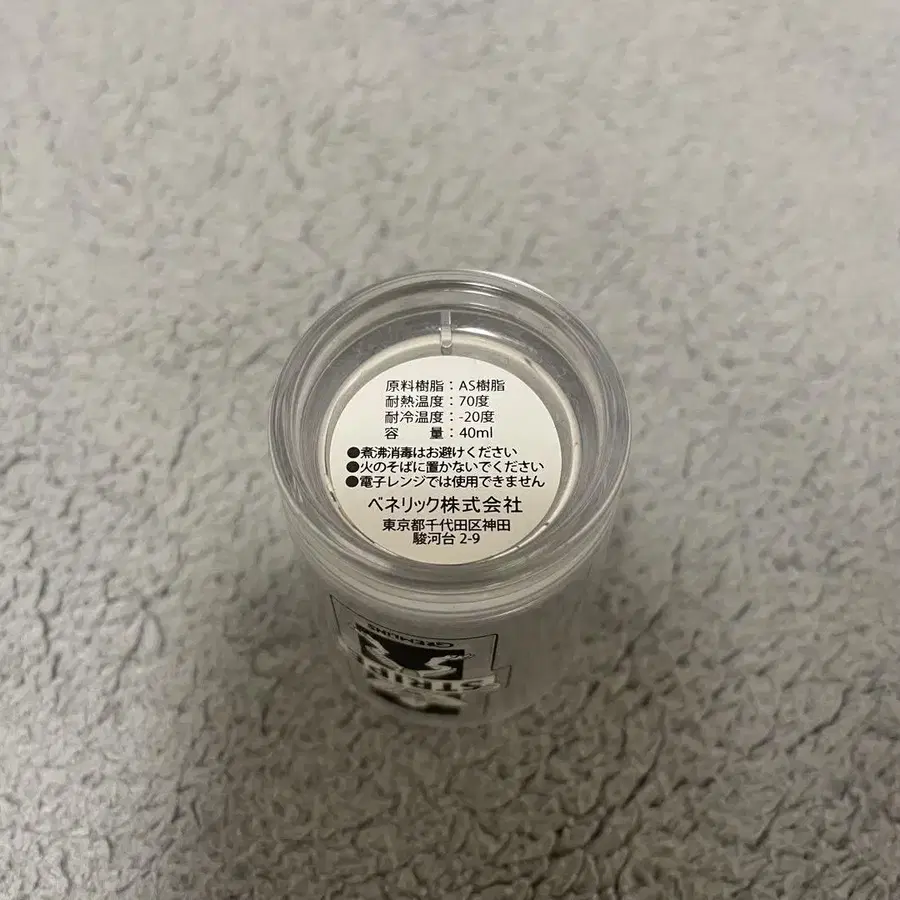 原料樹脂：AS樹脂
耐熱温度：70度
耐冷温度：-20度
容　量：40ml
●煮沸消毒はお避けください
●火のそばに置かないでください
●電子レンジでは使用できません
ベネリック株式会社
東京都千代田区神田
駿河台 2-9
GREMLINS
STRIPE